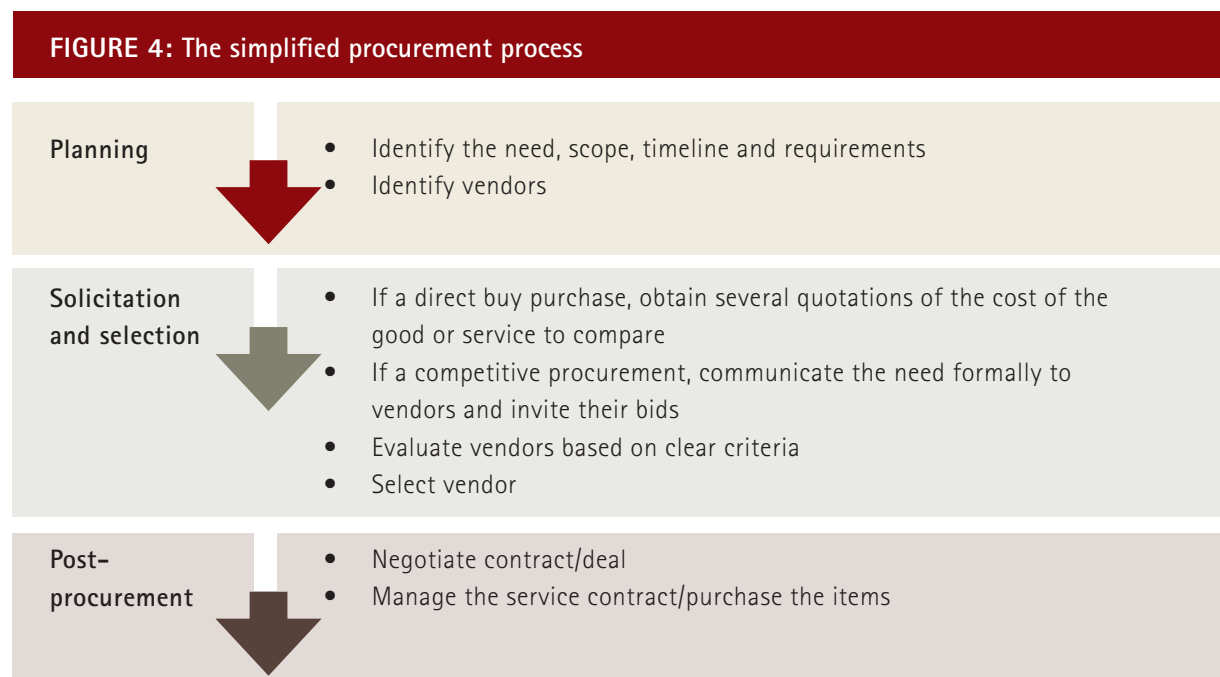 FIGURE 4: The simplified procurement process
Planning
• Identify the need, scope, timeline and requirements
• Identify vendors
Solicitation
and selection
• If a direct buy purchase, obtain several quotations of the cost of the
good or service to compare
• If a competitive procurement, communicate the need formally to
vendors and invite their bids
• Evaluate vendors based on clear criteria
• Select vendor
Post-
procurement
• Negotiate contract/deal
• Manage the service contract/purchase the items